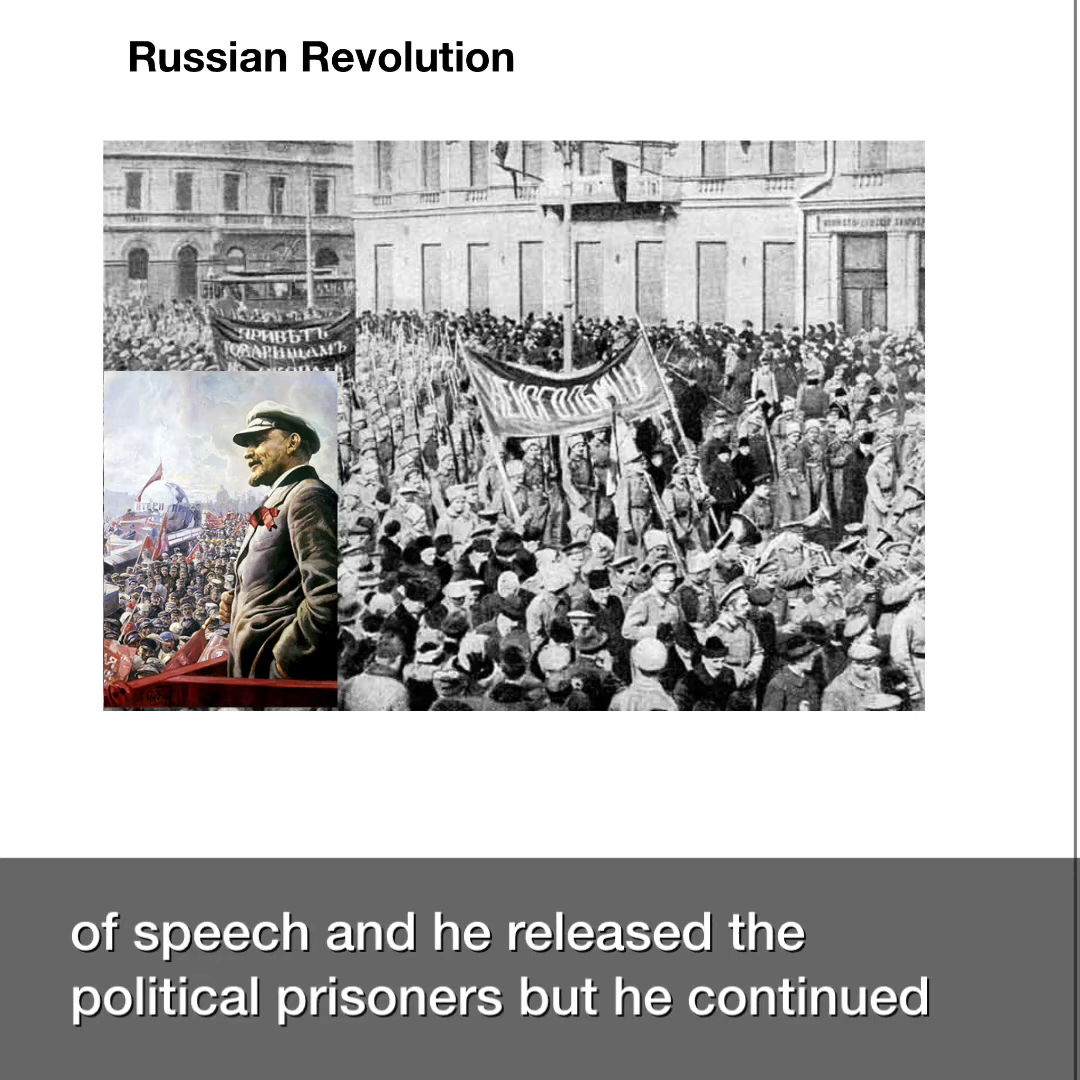 Russian Revolution
ПРИВѢТЪ
ТОВАРИЩАМЪ
of speech and he released the
political prisoners but he continued